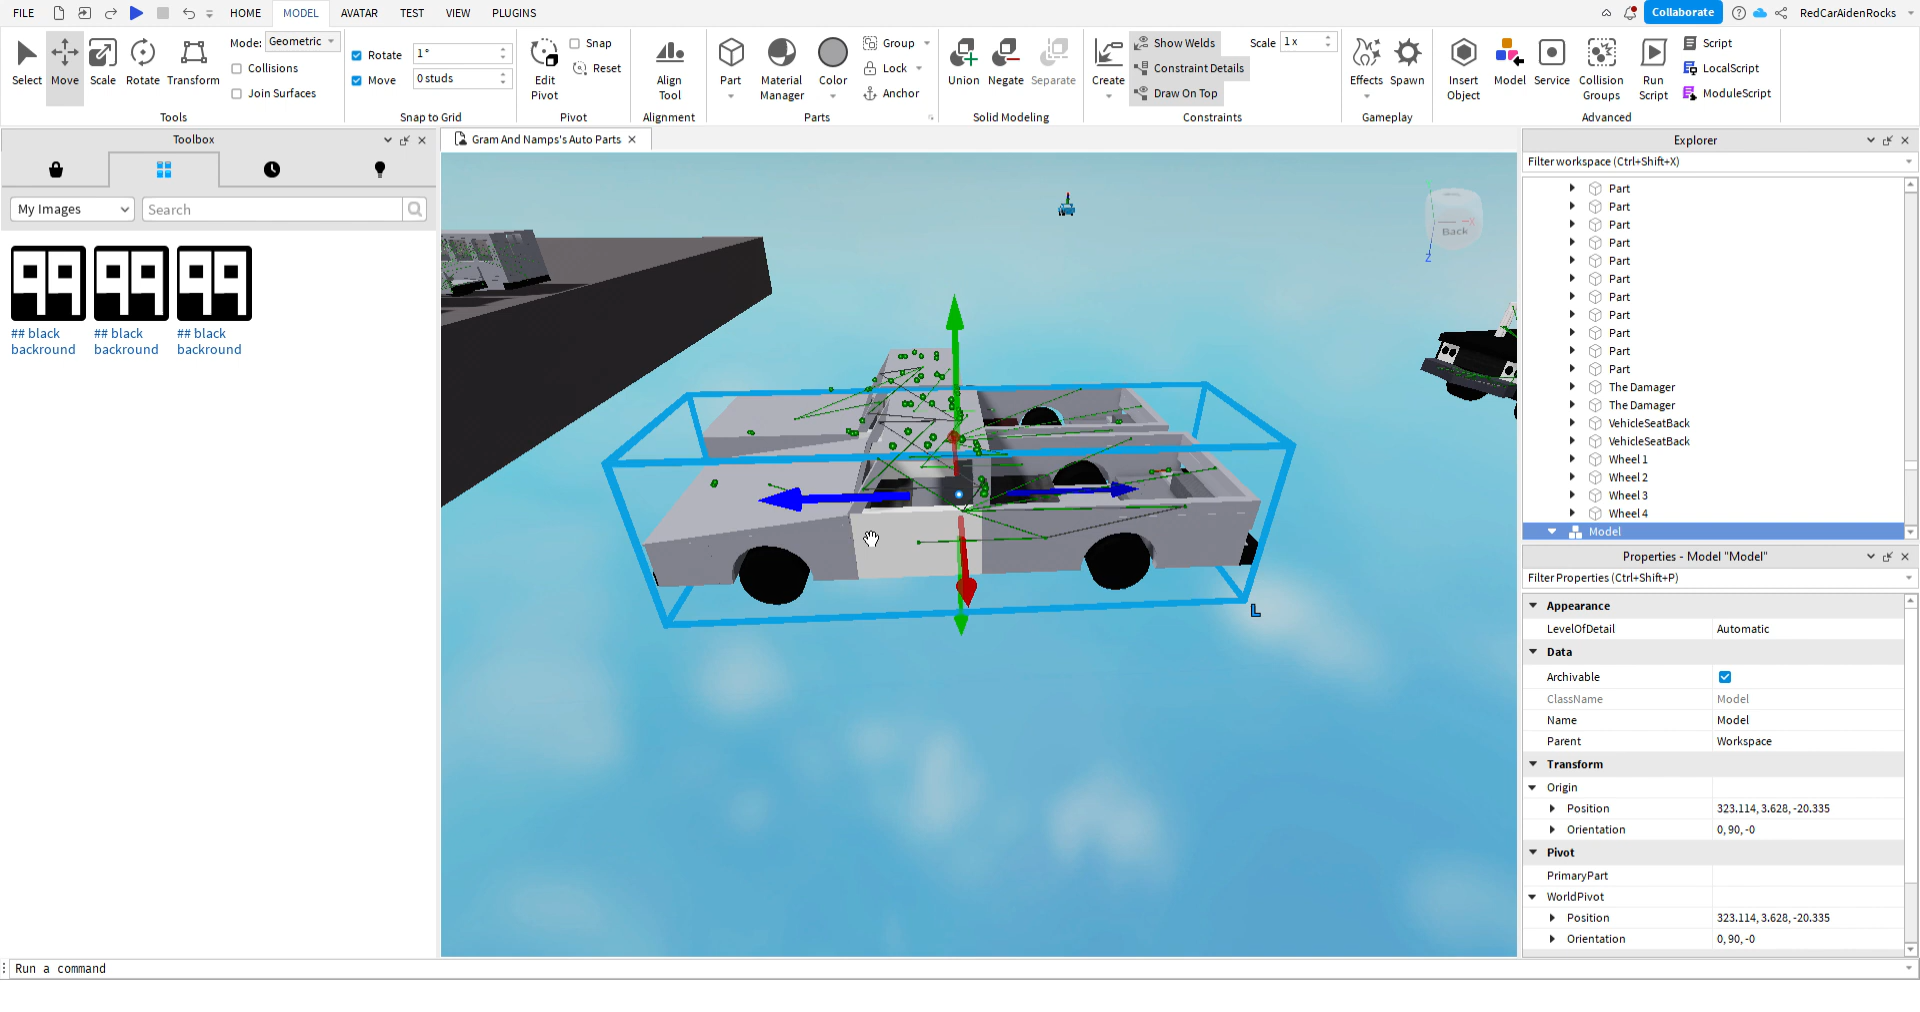 FILE HOME MODEL AVATAR TEST VIEW PLUGINS Collaborate RedCarAidenRocks
Select Move Scale Rotate Transform
Mode: Geometric
Collisions
Join Surfaces
Tools
Rotate 1°
Move 0 studs
Snap to Grid
Edit Pivot
Snap
Reset
Pivot
Align Tool
Alignment
Part
Material Manager
Color
Group
Lock
Anchor
Parts
Union Negate Separate
Solid Modeling
Create
Show Welds
Constraint Details
Draw On Top
Scale 1 x
Constraints
Effects Spawn
Gameplay
Insert Object
Model
Service
Collision Groups
Run Script
Script
LocalScript
ModuleScript
Advanced
Toolbox
My Images
Search
## black backround
## black backround
## black backround
Gram And Namps's Auto Parts
Back
Z
L
Explorer
Filter workspace (Ctrl+Shift+X)
Part
Part
Part
Part
Part
Part
Part
Part
Part
Part
Part
The Damager
The Damager
VehicleSeatBack
VehicleSeatBack
Wheel 1
Wheel 2
Wheel 3
Wheel 4
Model
Properties - Model "Model"
Filter Properties (Ctrl+Shift+P)
Appearance
LevelOfDetail Automatic
Data
Archivable
ClassName Model
Name Model
Parent Workspace
Transform
Origin
Position 323.114, 3.628, -20.335
Orientation 0, 90, -0
Pivot
PrimaryPart
WorldPivot
Position 323.114, 3.628, -20.335
Orientation 0, 90, -0
Run a command